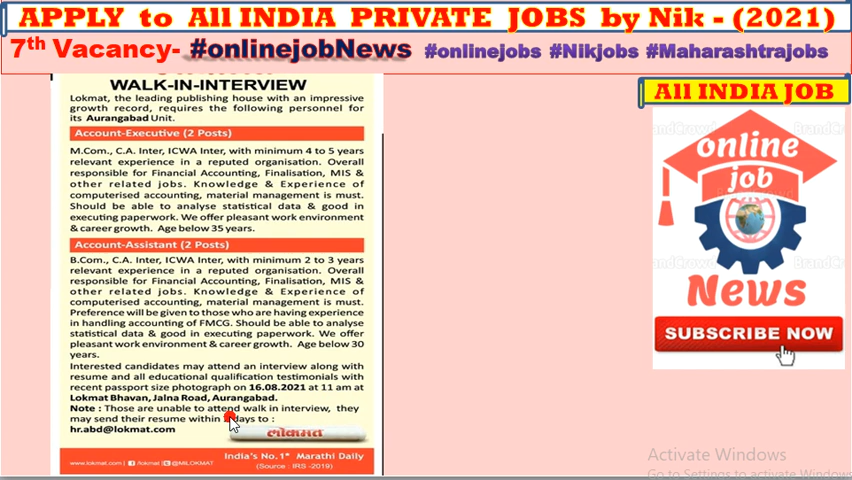 APPLY to All INDIA PRIVATE JOBS by Nik - (2021)
7th Vacancy- #onlinejobNews #onlinejobs #Nikjobs #Maharashtrajobs
WALK-IN-INTERVIEW
Lokmat, the leading publishing house with an impressive
growth record, requires the following personnel for
its Aurangabad Unit.
Account-Executive (2 Posts)
M.Com., C.A. Inter, ICWA Inter, with minimum 4 to 5 years
relevant experience in a reputed organisation. Overall
responsible for Financial Accounting, Finalisation, MIS &
other related jobs. Knowledge & Experience of
computerised accounting, material management is must.
Should be able to analyse statistical data & good in
executing paperwork. We offer pleasant work environment
& career growth. Age below 35 years.
Account-Assistant (2 Posts)
B.Com., C.A. Inter, ICWA Inter, with minimum 2 to 3 years
relevant experience in a reputed organisation. Overall
responsible for Financial Accounting, Finalisation, MIS &
other related jobs. Knowledge & Experience of
computerised accounting, material management is must.
Preference will be given to those who are having experience
in handling accounting of FMCG. Should be able to analyse
statistical data & good in executing paperwork. We offer
pleasant work environment & career growth. Age below 30
years.
Interested candidates may attend an interview along with
resume and all educational qualification testimonials with
recent passport size photograph on 16.08.2021 at 11 am at
Lokmat Bhavan, Jalna Road, Aurangabad.
Note : Those are unable to attend walk in interview, they
may send their resume within days to :
hr.abd@lokmat.com
लोकमत
India's No.1* Marathi Daily
(Source : IRS -2019)
www.lokmat.com /lokmat @MILOKMAT
All INDIA JOB
online
job
News
SUBSCRIBE NOW
Activate Windows
Go to Settings to activate Windows